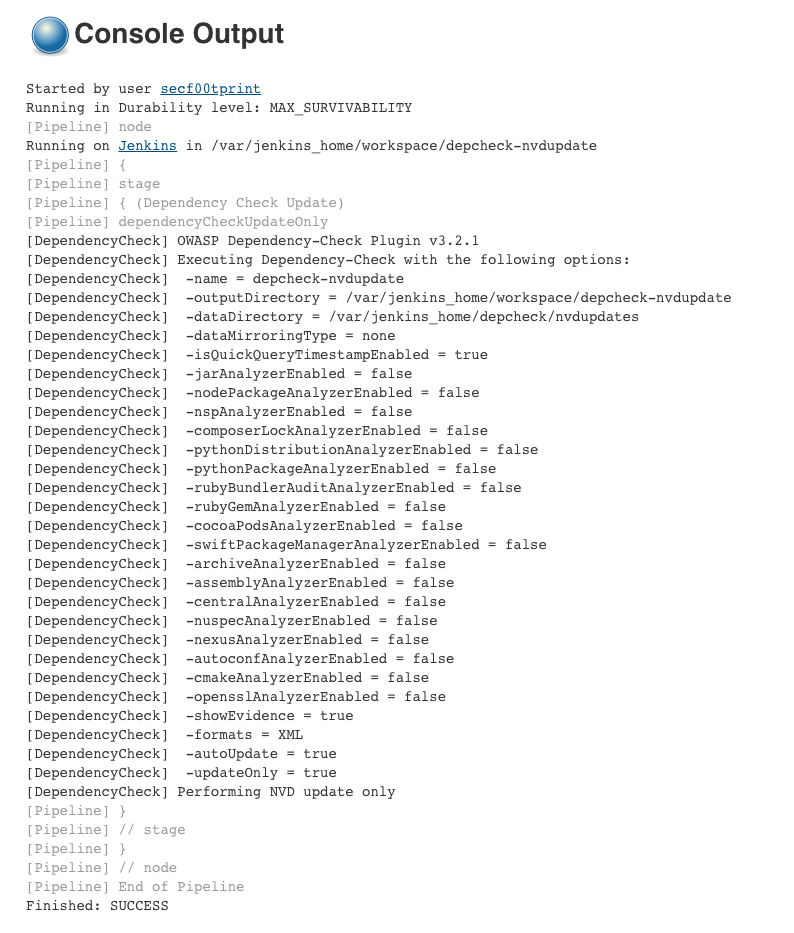 Console Output
Started by user secf00tprint
Running in Durability level: MAX_SURVIVABILITY
[Pipeline] node
Running on Jenkins in /var/jenkins_home/workspace/depcheck-nvdupdate
[Pipeline] {
[Pipeline] stage
[Pipeline] { (Dependency Check Update)
[Pipeline] dependencyCheckUpdateOnly
[DependencyCheck] OWASP Dependency-Check Plugin v3.2.1
[DependencyCheck] Executing Dependency-Check with the following options:
[DependencyCheck]  -name = depcheck-nvdupdate
[DependencyCheck]  -outputDirectory = /var/jenkins_home/workspace/depcheck-nvdupdate
[DependencyCheck]  -dataDirectory = /var/jenkins_home/depcheck/nvdupdates
[DependencyCheck]  -dataMirroringType = none
[DependencyCheck]  -isQuickQueryTimestampEnabled = true
[DependencyCheck]  -jarAnalyzerEnabled = false
[DependencyCheck]  -nodePackageAnalyzerEnabled = false
[DependencyCheck]  -nspAnalyzerEnabled = false
[DependencyCheck]  -composerLockAnalyzerEnabled = false
[DependencyCheck]  -pythonDistributionAnalyzerEnabled = false
[DependencyCheck]  -pythonPackageAnalyzerEnabled = false
[DependencyCheck]  -rubyBundlerAuditAnalyzerEnabled = false
[DependencyCheck]  -rubyGemAnalyzerEnabled = false
[DependencyCheck]  -cocoaPodsAnalyzerEnabled = false
[DependencyCheck]  -swiftPackageManagerAnalyzerEnabled = false
[DependencyCheck]  -archiveAnalyzerEnabled = false
[DependencyCheck]  -assemblyAnalyzerEnabled = false
[DependencyCheck]  -centralAnalyzerEnabled = false
[DependencyCheck]  -nuspecAnalyzerEnabled = false
[DependencyCheck]  -nexusAnalyzerEnabled = false
[DependencyCheck]  -autoconfAnalyzerEnabled = false
[DependencyCheck]  -cmakeAnalyzerEnabled = false
[DependencyCheck]  -opensslAnalyzerEnabled = false
[DependencyCheck]  -showEvidence = true
[DependencyCheck]  -formats = XML
[DependencyCheck]  -autoUpdate = true
[DependencyCheck]  -updateOnly = true
[DependencyCheck] Performing NVD update only
[Pipeline] }
[Pipeline] // stage
[Pipeline] }
[Pipeline] // node
[Pipeline] End of Pipeline
Finished: SUCCESS